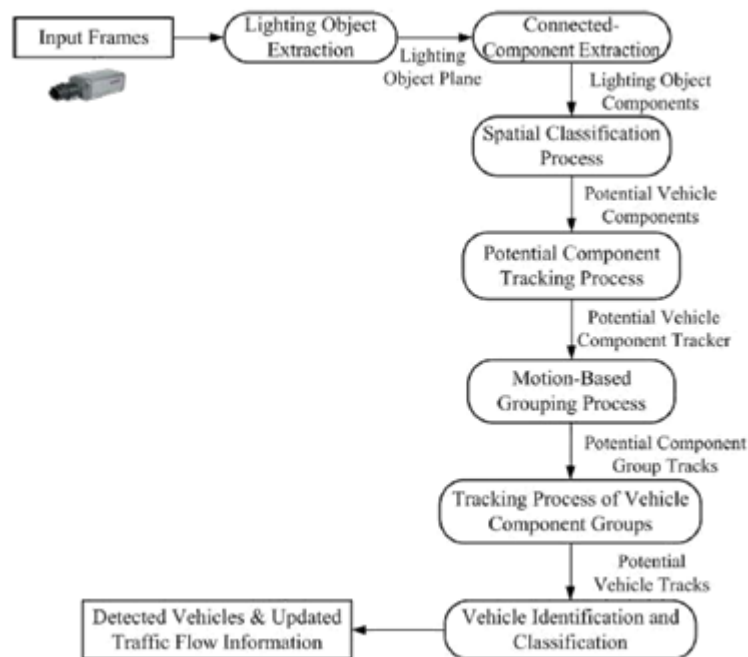 Input Frames
Lighting Object
Extraction
Lighting
Object Plane
Connected-
Component Extraction
Lighting Object
Components
Spatial Classification
Process
Potential Vehicle
Components
Potential Component
Tracking Process
Potential Vehicle
Component Tracker
Motion-Based
Grouping Process
Potential Component
Group Tracks
Tracking Process of Vehicle
Component Groups
Potential
Vehicle Tracks
Vehicle Identification and
Classification
Detected Vehicles & Updated
Traffic Flow Information